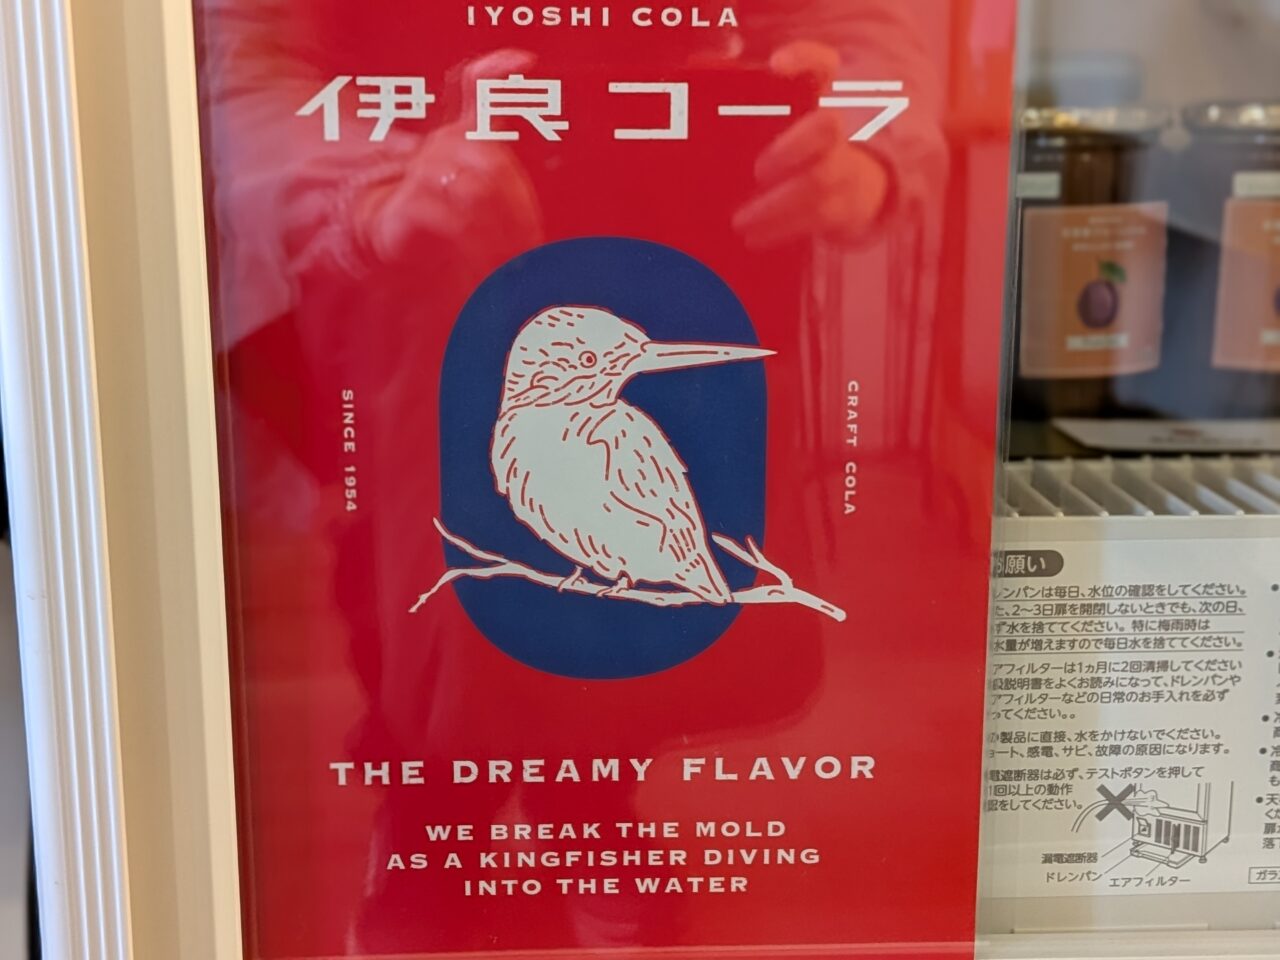 IYOSHI COLA
伊良コーラ
SINCE 1954
CRAFT COLA
THE DREAMY FLAVOR
WE BREAK THE MOLD
AS A KINGFISHER DIVING
INTO THE WATER
願い
レンパンは毎日、水位の確認をしてください。
た、2〜3日扉を開閉しないときでも、次の日、
ず水を捨ててください。特に梅雨時は
水量が増えますので毎日水を捨ててください。
アフィルターは1ヵ月に2回清掃してください
扱説明書をよくお読みになって、ドレンパンや
アフィルターなどの日常のお手入れを必ず
ってください。。
製品に直接、水をかけないでください。
ョート、感電、サビ、故障の原因になります。
電遮断器は必ず、テストボタンを押して
1回以上の動作
認をしてください。
漏電遮断器
ドレンパン
エアフィルター
ガラ